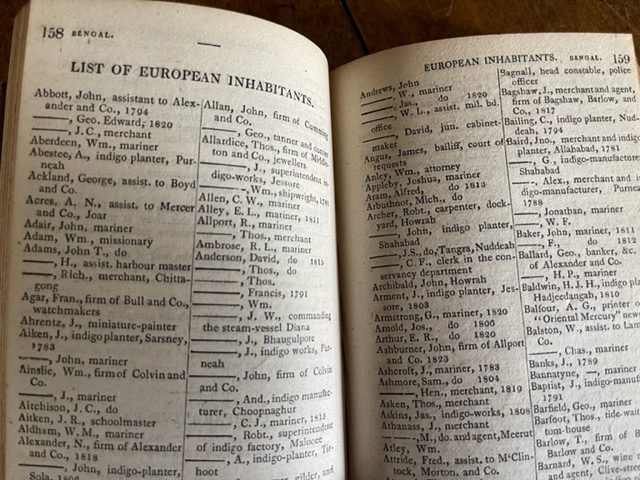 158 BENGAL.
LIST OF EUROPEAN INHABITANTS.
Abbott, John, assistant to Alex-
ander and Co., 1794
———, Geo. Edward; 1820
———, J. C., merchant
Aberdeen, Wm., mariner
Abestee, A., indigo planter, Pur-
neah
Ackland, George, assist. to Boyd
and Co.
Acres, A. N., assist. to Mercer
and Co., Joar
Adair, John, mariner
Adam, Wm., missionary
Adams, John T., do
———, H., assist. harbour master
———, Rich., merchant, Chitta-
gong
Agar, Fran., firm of Bull and Co.,
watchmakers
Ahrentz, J., miniature-painter
Aiken, J., indigo planter, Sarsney,
1783
———, John, mariner
Ainslie, Wm., firm of Colvin and
Co.
———, J., mariner
Aitchison, J. C., do
Aitken, J. R., schoolmaster
Aldham, W. M., mariner
Alexander, N., firm of Alexander
and Co., 1818
———, John, indigo-planter,
Sola, 1806
Allan, John, firm of Cumming
and Co.
———, Geo., tanner and currier
Allardice, Thos., firm of Middle-
ton and Co., jewellers
———, J., superintendent in-
digo-works, Jessore
———, Wm., shipwright,
Allen, C. W., mariner
Alley, E. L., mariner, 1811
Allport, R., mariner
———, Thos., merchant
Ambrose, R. L., mariner
Anderson, David, do 1815
———, Thos., do
———, Thos.
———, Francis, 1791
———, Wm.
———, J. W., commanding
the steam-vessel Diana
———, J., Bhaugulpore
———, J., indigo works, Pur-
neah
———, John, firm of Colvin
and Co.
———, And., indigo manufac-
turer, Choopnaghur
———, C. J., mariner, 1813
———, Robt., superintendent
of indigo factory, Malocee
———, A., indigo-planter, Tir-
hoot
gilder, and
EUROPEAN INHABITANTS. BENGAL. 159
Andrews, John
———, W., mariner
———, Jas., do 1820
———, W. L., assist. mil. bd.
office
———, David, jun. cabinet-
maker
Angus, James, bailiff, court of
requests
Anley, Wm., attorney
Appleby, Joshua, mariner
Aram, Alfred, do 1813
Arbuthnot, Mich., do
Archer, Robt., carpenter, dock-
yard, Howrah
———, John, indigo planter,
Shahabad
———, J. S., do, Tangra, Nuddeah
———, C. F., clerk in the con-
servancy department
Archibald, John, Howrah
Arment, J., indigo planter, Jes-
sore, 1803
Armstrong, G., mariner, 1820
Arnold, Jos., do 1806
Arthur, E. R., do 1820
Ashburner, John, firm of Allport
and Co. 1823
Ashcroft, J., mariner, 1783
Ashmore, Sam., do 1804
———, Hen., merchant, 1819
Asken, Thos., merchant
Askins, Jas., indigo-works, 1808
Athanass, J., merchant
———, M., do. and agent, Meerut
Atley, Wm.
Attride, Fred., assist. to M'Clin-
tock, Morton, and Co.
Bagnall, head constable, police
officer
Bagshaw, J., merchant and agent,
firm of Bagshaw, Barlow, and
Co., 1817
Bailing, C., indigo planter, Nud-
deah, 1794
Baird, Jno., merchant and indigo
planter, Allahabad, 1781
———, G., indigo-manufacturer
Shahabad
———, Alex., merchant and in-
digo-manufacturer, Purneah
1788
———, Jonathan, mariner
———, W. F.
Baker, John, mariner, 1811
———, F., do 1812
Ballard, Geo., banker, &c.
of Alexander and Co.
———, H. P., mariner
Baldwin, H. J. H., indigo pla
Hadjeedangah, 1810
Balfour, A. G., printer
" Oriental Mercury" news
Balston, W., assist. to Lar
Co.
———, Chas., mariner
Banks, J., 1789
Bannatyne, —, mariner
Baptist, J., indigo-manuf
1791
Barfield, Geo., mariner
Barfoot, Thos., tide-wa
tom-house
Barlow, T., firm of B
Barlow and Co.
Barnard, W. S., wine
and agent, Clive-stree